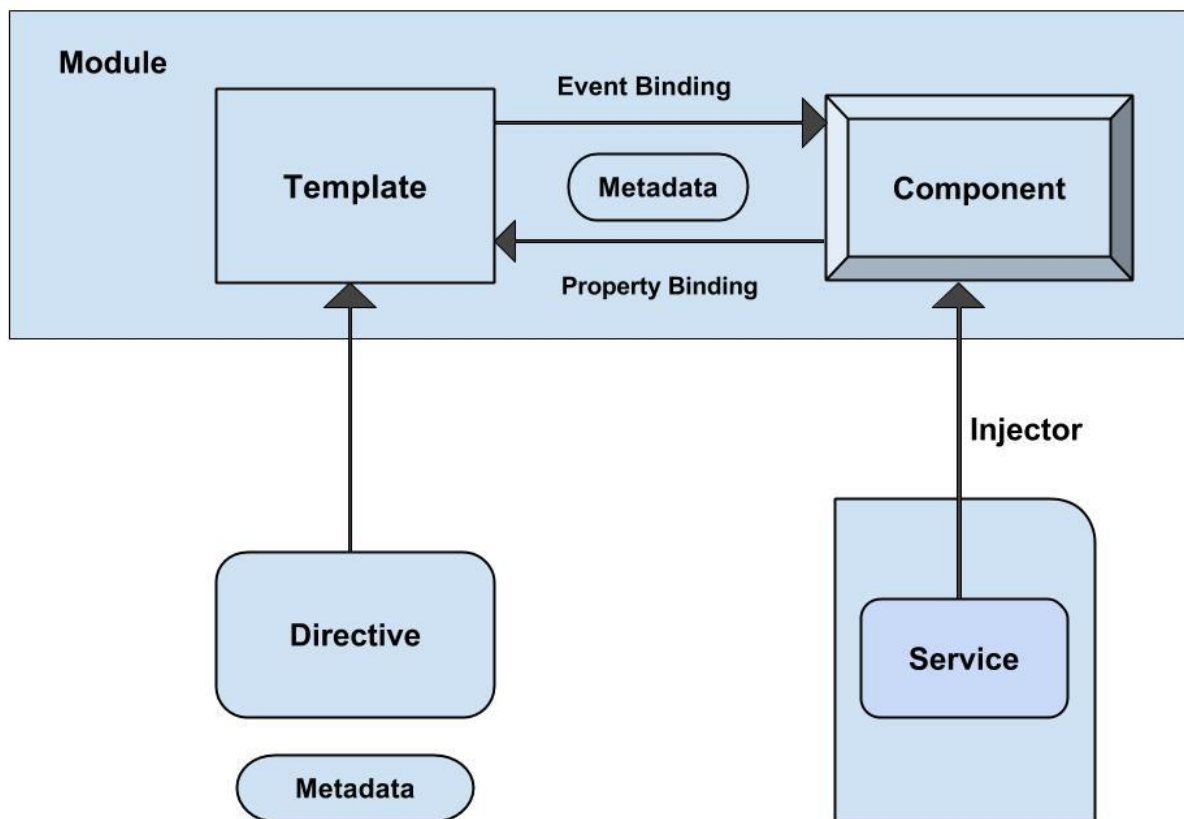 Module
Event Binding
Template
Metadata
Component
Property Binding
Injector
Directive
Service
Metadata